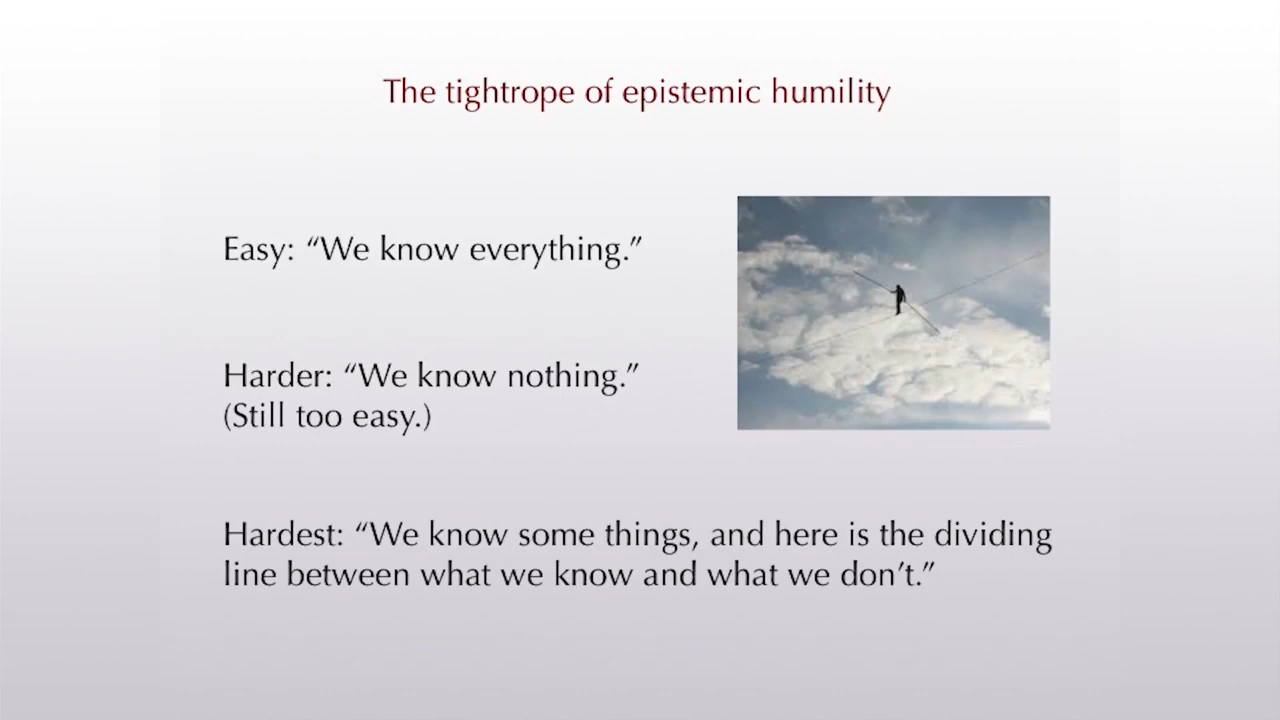 The tightrope of epistemic humility
Easy: “We know everything.”
Harder: “We know nothing.”
(Still too easy.)
Hardest: “We know some things, and here is the dividing
line between what we know and what we don’t.”